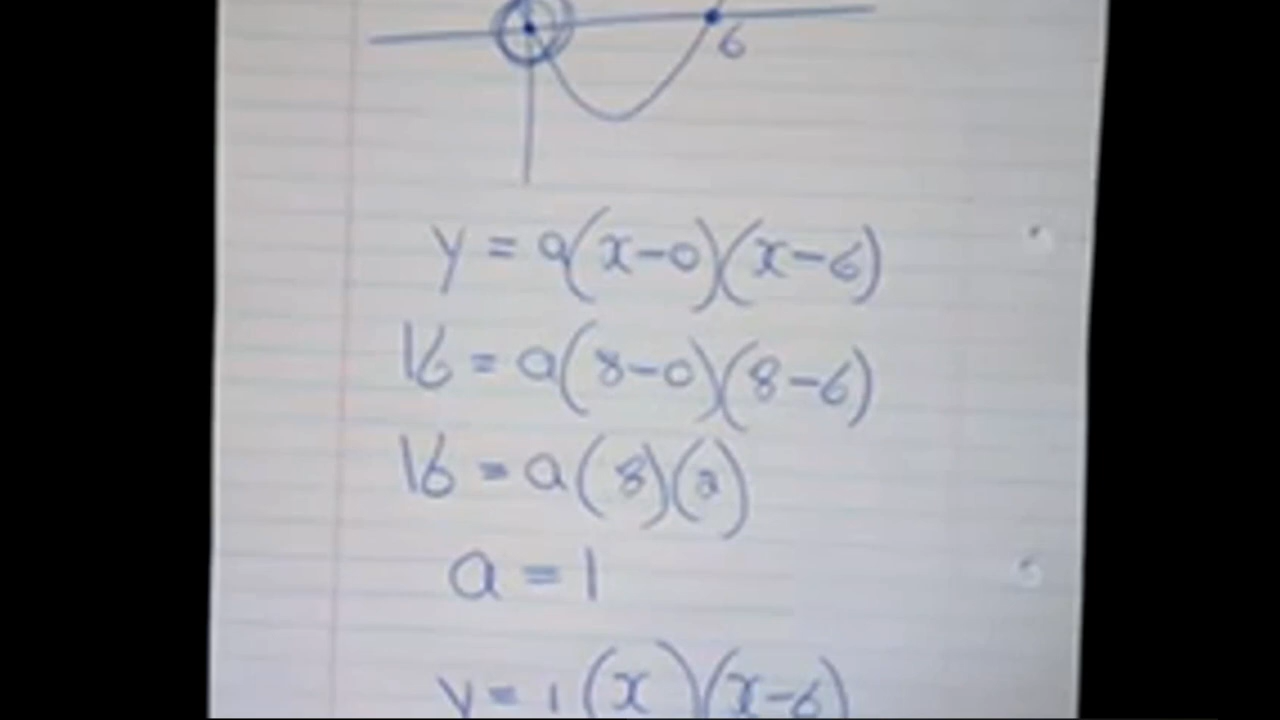 6
y = a(x-0)(x-6)
16 = a(8-0)(8-6)
16 = a(8)(2)
a = 1
y = 1(x)(x-6)